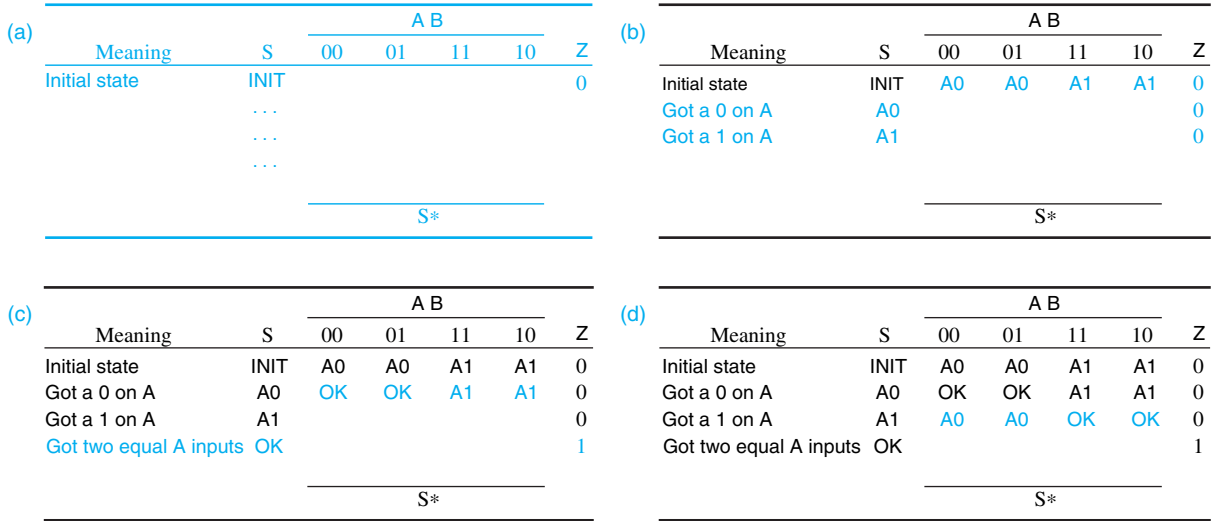 (a)
A B
Meaning S 00 01 11 10 Z
Initial state INIT 0
. . .
. . .
. . .
S*
(b)
A B
Meaning S 00 01 11 10 Z
Initial state INIT A0 A0 A1 A1 0
Got a 0 on A A0 0
Got a 1 on A A1 0
S*
(c)
A B
Meaning S 00 01 11 10 Z
Initial state INIT A0 A0 A1 A1 0
Got a 0 on A A0 OK OK A1 A1 0
Got a 1 on A A1 0
Got two equal A inputs OK 1
S*
(d)
A B
Meaning S 00 01 11 10 Z
Initial state INIT A0 A0 A1 A1 0
Got a 0 on A A0 OK OK A1 A1 0
Got a 1 on A A1 A0 A0 OK OK 0
Got two equal A inputs OK 1
S*